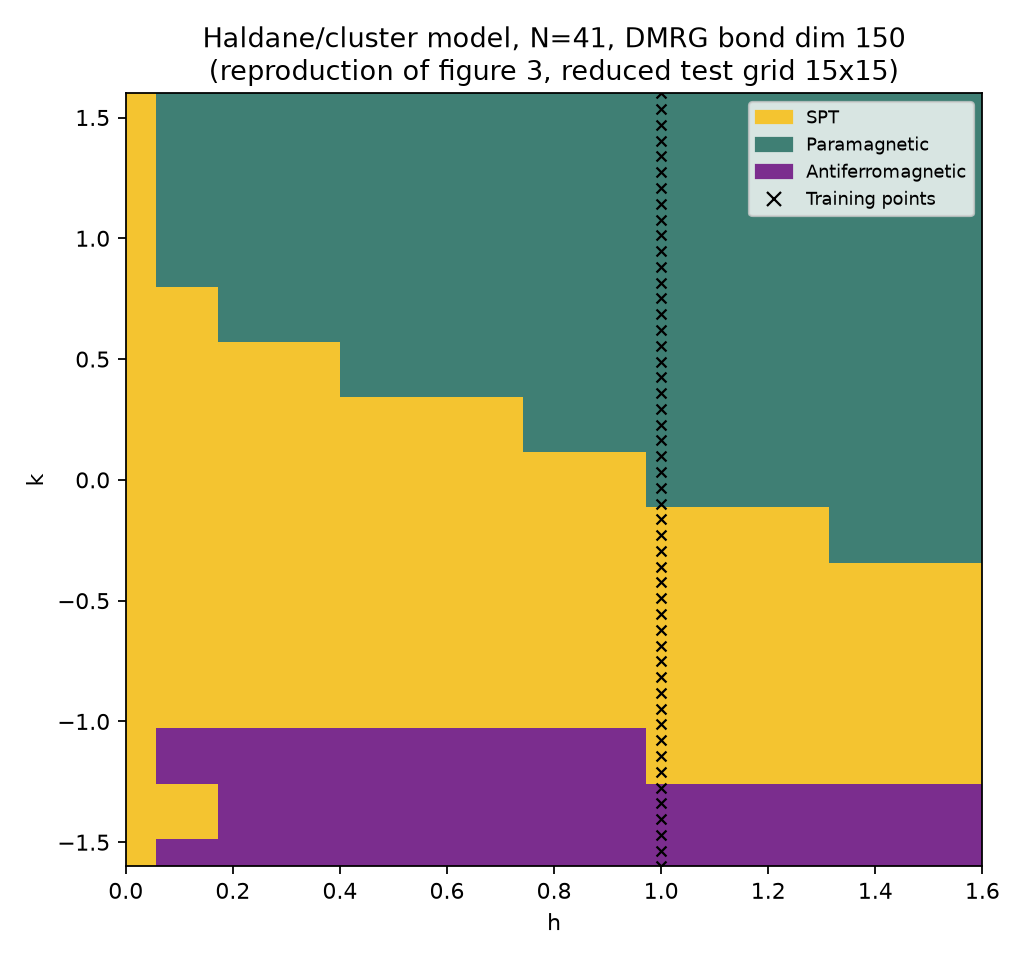 Haldane/cluster model, N=41, DMRG bond dim 150
(reproduction of figure 3, reduced test grid 15x15)
SPT
Paramagnetic
Antiferromagnetic
Training points
1.5
1.0
0.5
0.0
−0.5
−1.0
−1.5
k
0.0 0.2 0.4 0.6 0.8 1.0 1.2 1.4 1.6
h